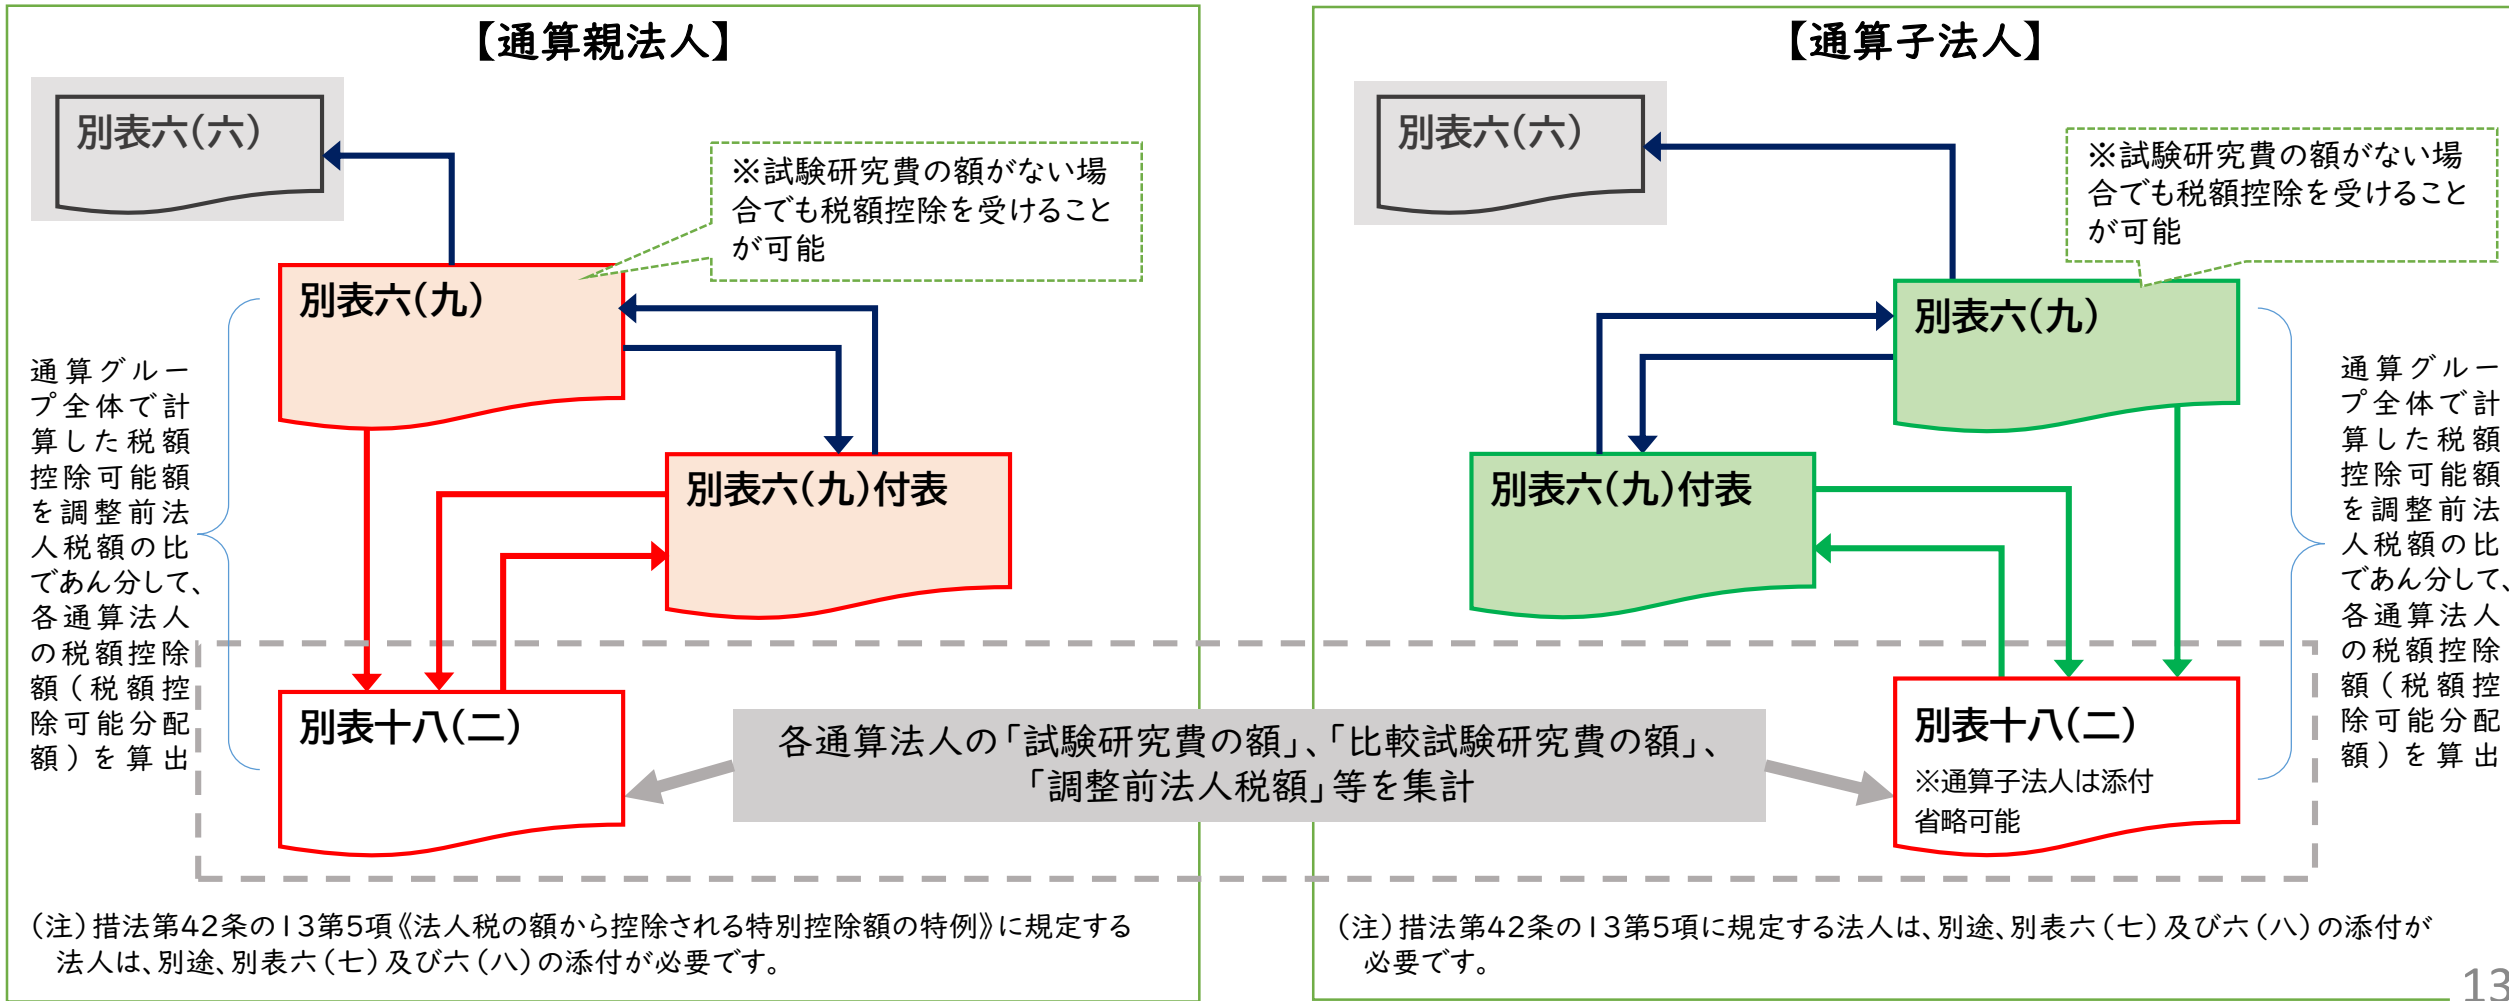 【通算親法人】
別表六(六)
※試験研究費の額がない場
合でも税額控除を受けること
が可能
別表六(九)
通算グルー
プ全体で計
算した税額
控除可能額
を調整前法
人税額の比
であん分して、
各通算法人
の税額控除
額(税額控
除可能分配
額)を算出
別表六(九)付表
別表十八(二)
(注)措法第42条の13第5項《法人税の額から控除される特別控除額の特例》に規定する
法人は、別途、別表六(七)及び六(八)の添付が必要です。
各通算法人の「試験研究費の額」、「比較試験研究費の額」、
「調整前法人税額」等を集計
【通算子法人】
別表六(六)
※試験研究費の額がない場
合でも税額控除を受けること
が可能
別表六(九)
別表六(九)付表
通算グルー
プ全体で計
算した税額
控除可能額
を調整前法
人税額の比
であん分して、
各通算法人
の税額控除
額(税額控
除可能分配
額)を算出
別表十八(二)
※通算子法人は添付
省略可能
(注)措法第42条の13第5項に規定する法人は、別途、別表六(七)及び六(八)の添付が
必要です。
13